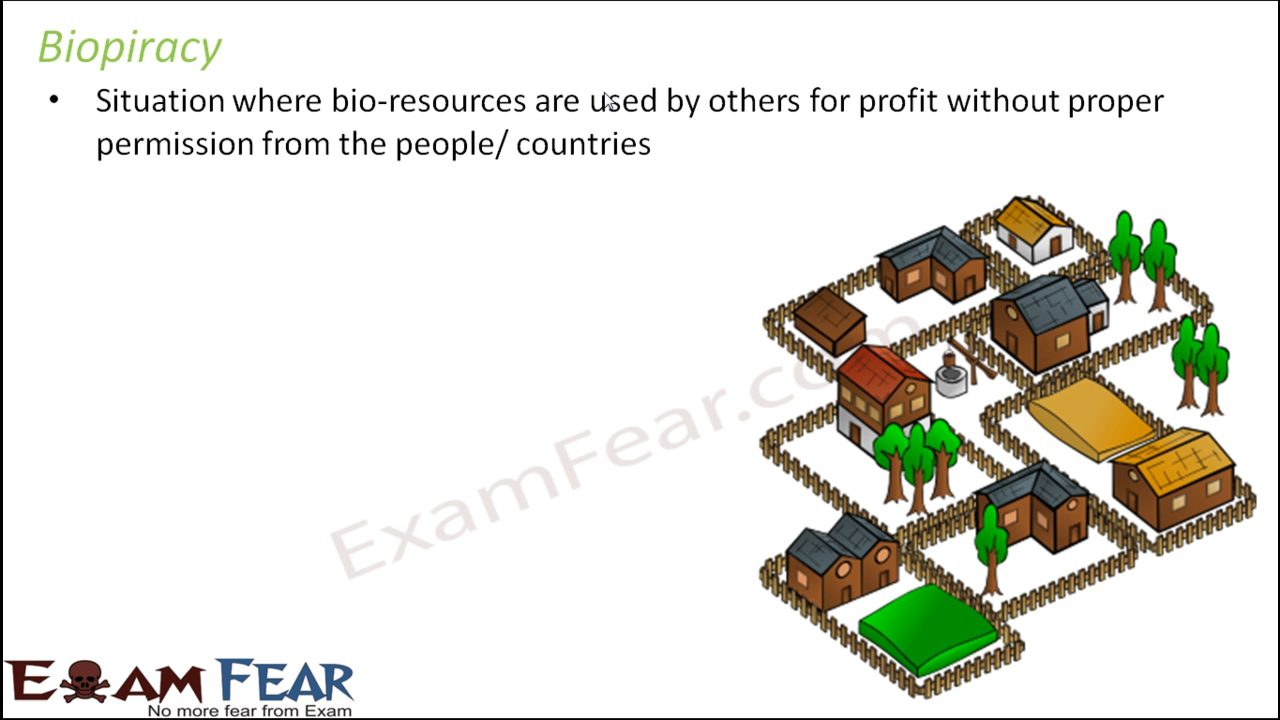 Biopiracy
• Situation where bio-resources are used by others for profit without proper
permission from the people/ countries
ExamFear.com
EXAM FEAR
No more fear from Exam